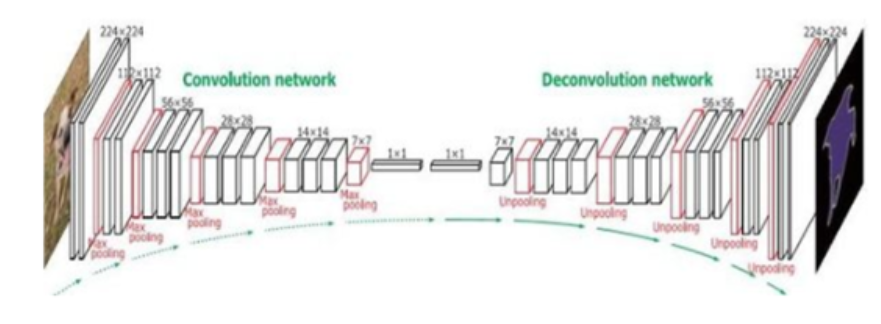 224×224
112×112
56×56
28×28
14×14
7×7
1×1
1×1
7×7
14×14
28×28
56×56
112×112
224×224
Convolution network
Deconvolution network
Max
pooling
Max
pooling
Max
pooling
Max
pooling
Max
pooling
Unpooling
Unpooling
Unpooling
Unpooling
Unpooling